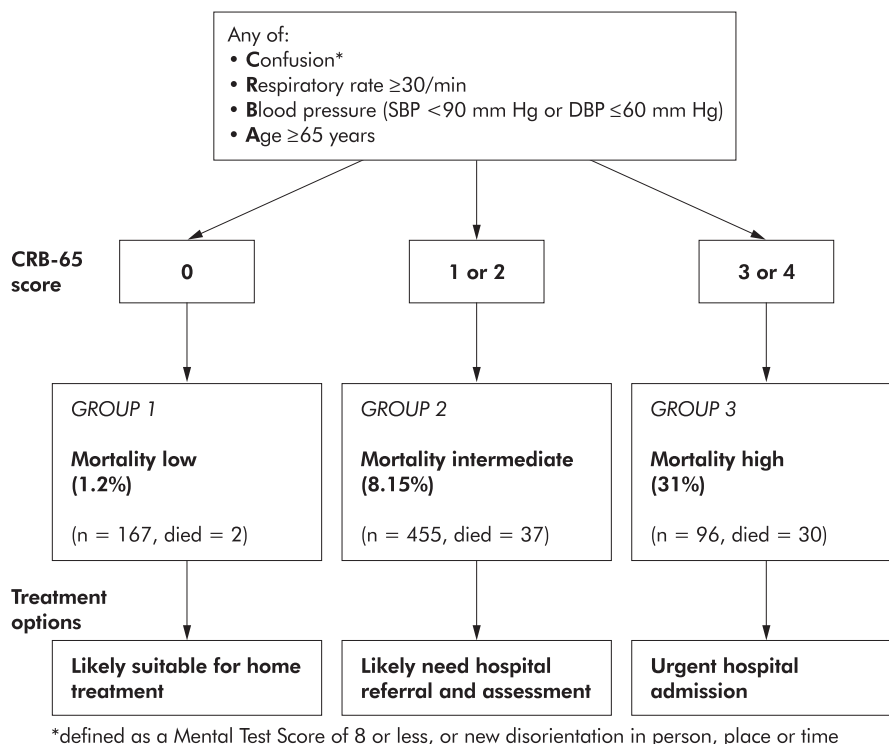 Any of:
• Confusion*
• Respiratory rate ≥30/min
• Blood pressure (SBP <90 mm Hg or DBP ≤60 mm Hg)
• Age ≥65 years
CRB-65
score
0
1 or 2
3 or 4
GROUP 1
Mortality low
(1.2%)
(n = 167, died = 2)
GROUP 2
Mortality intermediate
(8.15%)
(n = 455, died = 37)
GROUP 3
Mortality high
(31%)
(n = 96, died = 30)
Treatment
options
Likely suitable for home
treatment
Likely need hospital
referral and assessment
Urgent hospital
admission
*defined as a Mental Test Score of 8 or less, or new disorientation in person, place or time